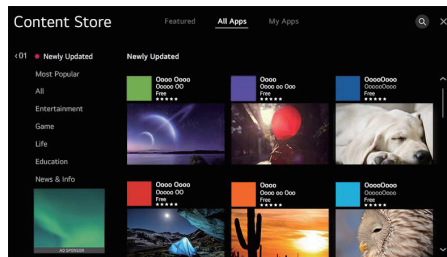 Content Store
Featured
All Apps
My Apps
<01
Newly Updated
Most Popular
All
Entertainment
Game
Life
Education
News & Info
AD SPONSOR
Newly Updated
Oooo Oooo
Ooooo OO
Free
★★★★★
Oooo
Oooo oo Ooo
Free
★★★★★
OoooOooo
OoooOooo
Free
★★★★★
Oooo Oooo
Ooooo OO
Free
★★★★★
Oooo
Oooo oo Ooo
Free
★★★★★
OoooOooo
OoooOooo
Free
★★★★★